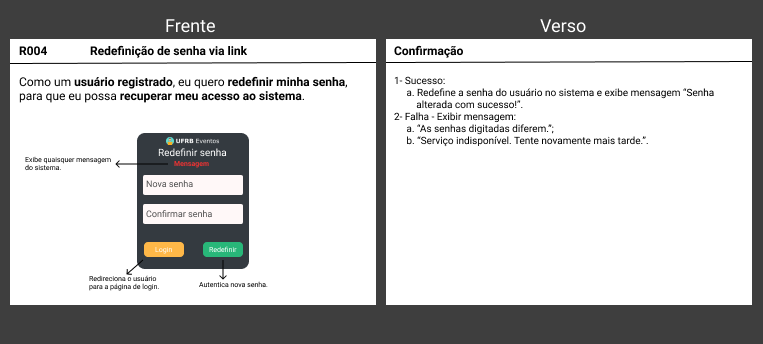 Frente
R004 Redefinição de senha via link
Como um usuário registrado, eu quero redefinir minha senha,
para que eu possa recuperar meu acesso ao sistema.
UFRB Eventos
Redefinir senha
Mensagem
Exibe quaisquer mensagem
do sistema.
Nova senha
Confirmar senha
Login
Redefinir
Redireciona o usuário
para a página de login.
Autentica nova senha.
Verso
Confirmação
1- Sucesso:
a. Redefine a senha do usuário no sistema e exibe mensagem “Senha
alterada com sucesso!”.
2- Falha - Exibir mensagem:
a. “As senhas digitadas diferem.”;
b. “Serviço indisponível. Tente novamente mais tarde.”.